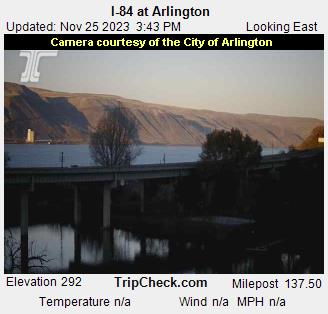 I-84 at Arlington
Updated: Nov 25 2023 3:43 PM Looking East
Camera courtesy of the City of Arlington
Elevation 292 TripCheck.com Milepost 137.50
Temperature n/a Wind n/a MPH n/a